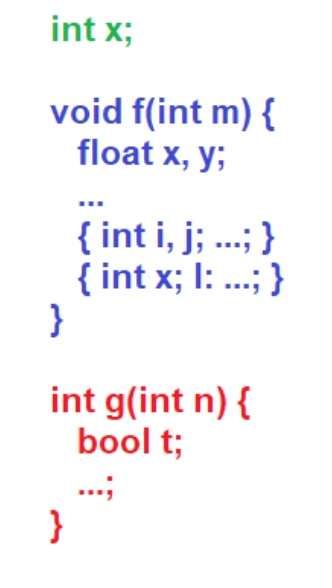 int x;
void f(int m) {
float x, y;
...
{ int i, j; ...; }
{ int x; l: ...; }
}
int g(int n) {
bool t;
...;
}